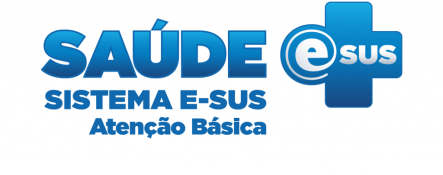 SAÚDE
SISTEMA E-SUS
Atenção Básica
e SUS